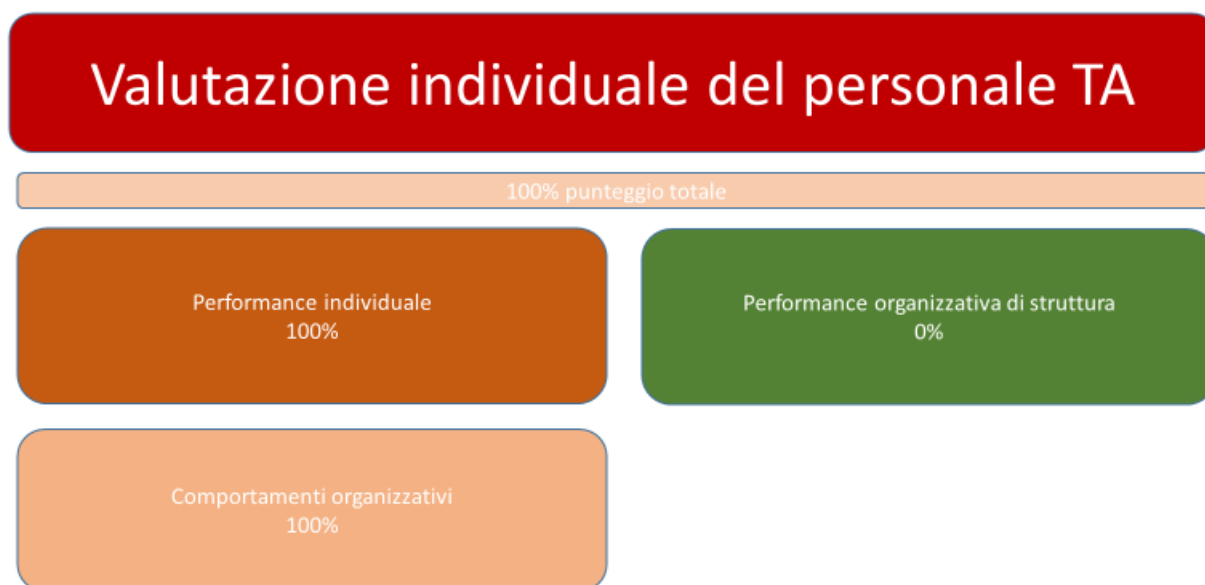 Valutazione individuale del personale TA
100% punteggio totale
Performance individuale
100%
Performance organizzativa di struttura
0%
Comportamenti organizzativi
100%